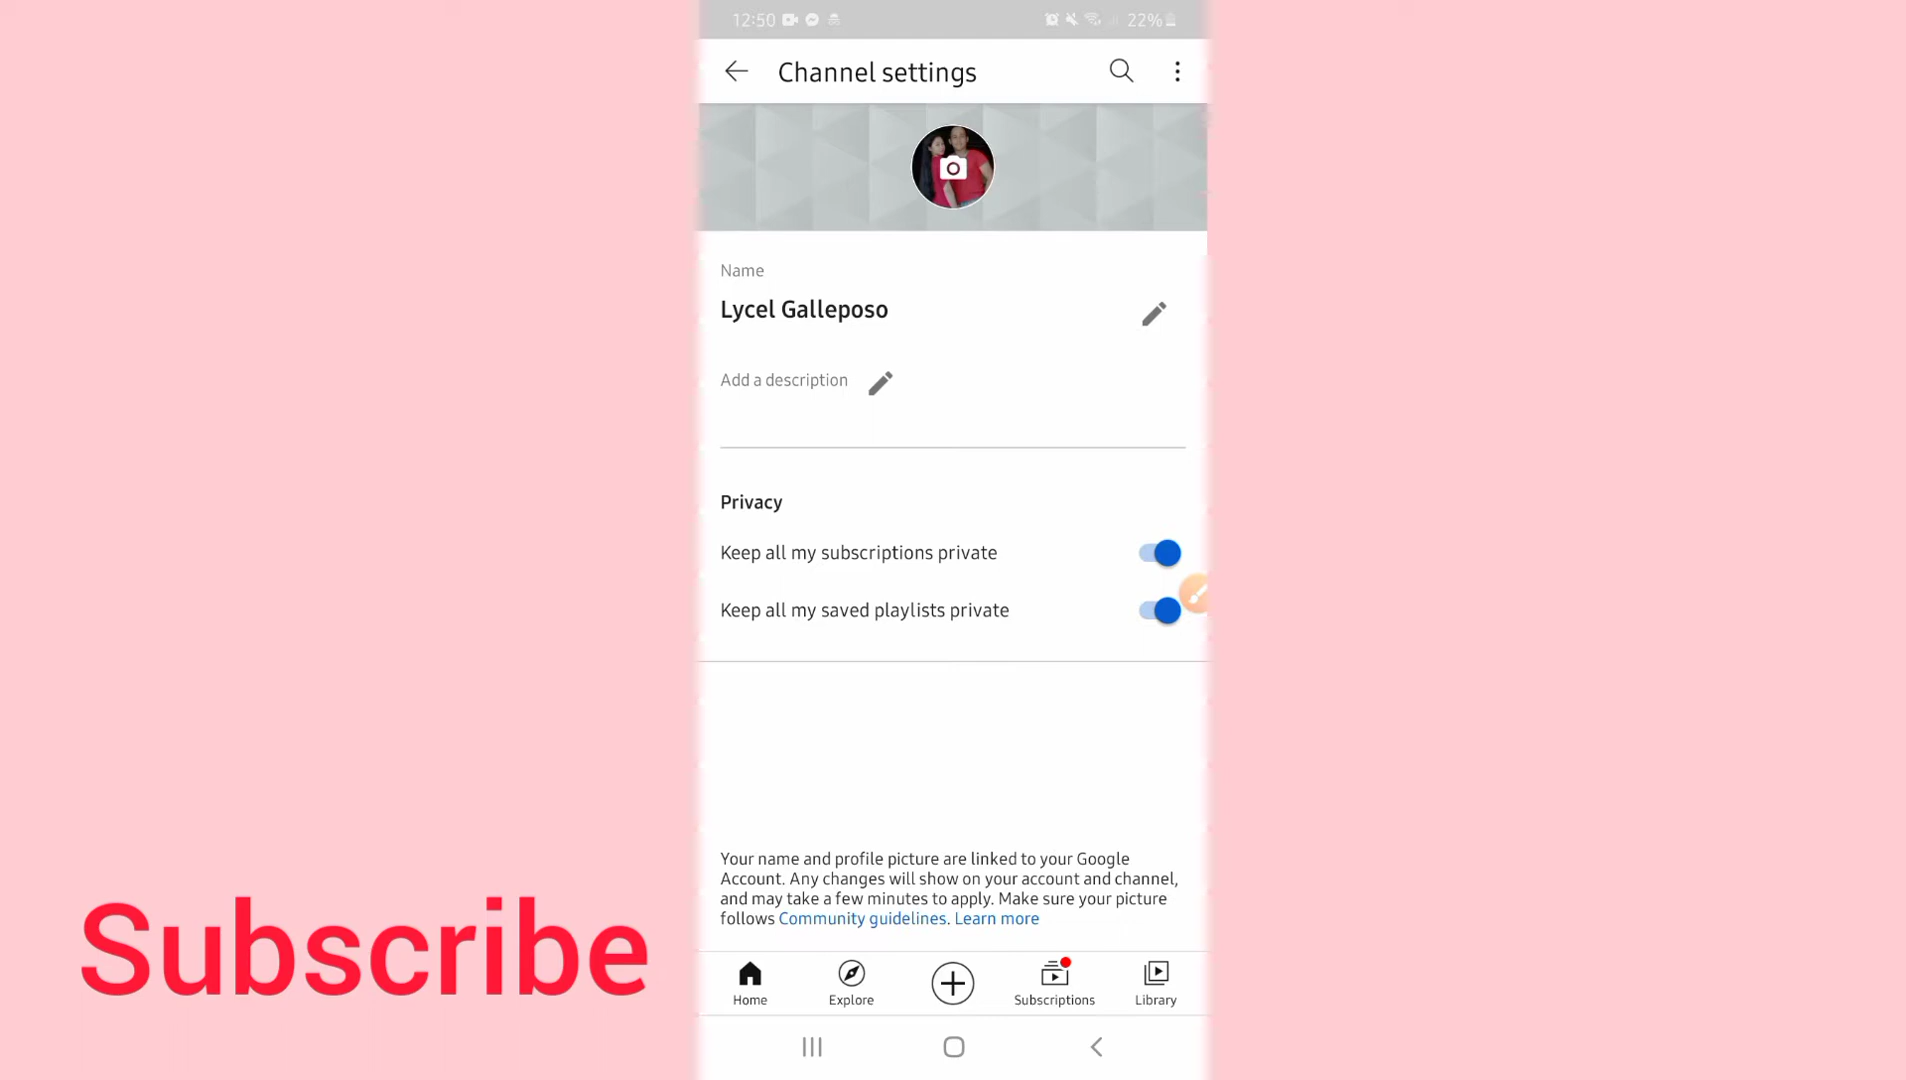 12:50 22%
Channel settings
Name
Lycel Galleposo
Add a description
Privacy
Keep all my subscriptions private
Keep all my saved playlists private
Your name and profile picture are linked to your Google
Account. Any changes will show on your account and channel,
and may take a few minutes to apply. Make sure your picture
follows Community guidelines. Learn more
Subscribe
Home Explore Subscriptions Library